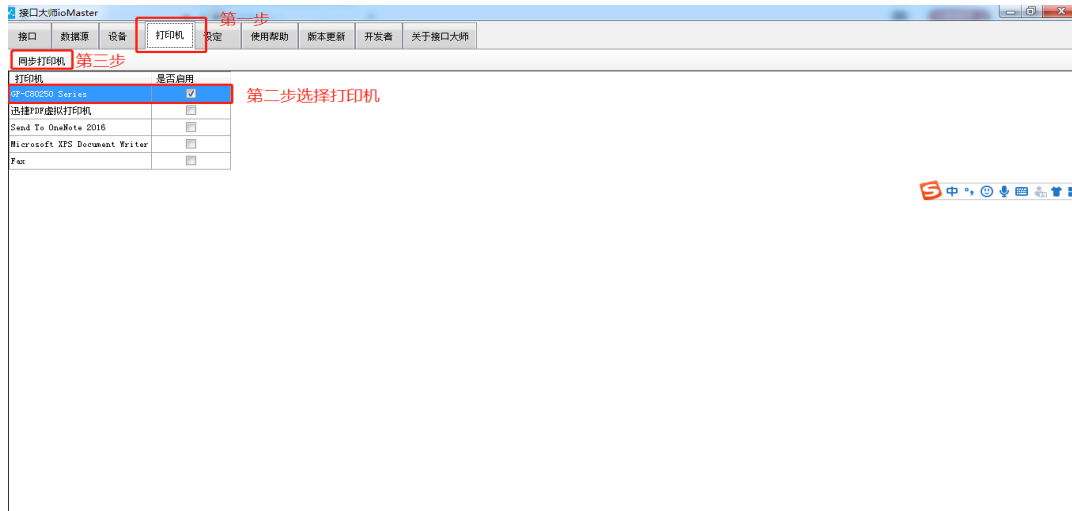 接口大师ioMaster
第一步
接口 数据源 设备 打印机 设定 使用帮助 版本更新 开发者 关于接口大师
同步打印机 第三步
打印机 是否启用
GP-C80250 Series
第二步选择打印机
迅捷PDF虚拟打印机
Send To OneNote 2016
Microsoft XPS Document Writer
Fax
中